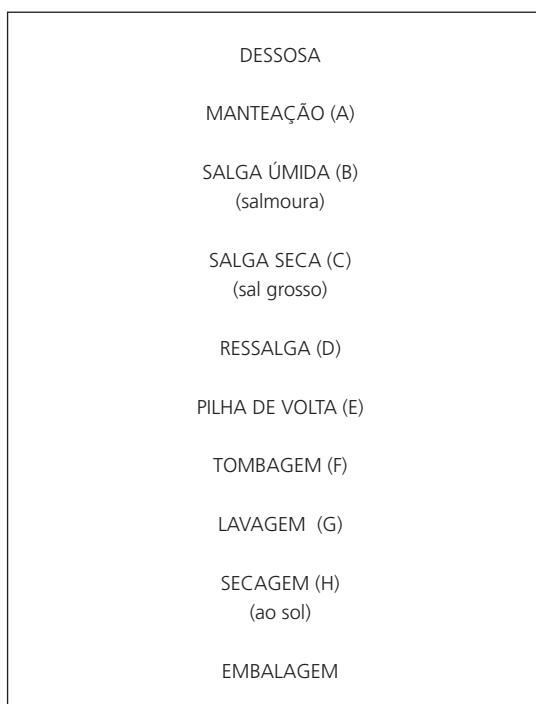 DESSOSA
MANTEAÇÃO (A)
SALGA ÚMIDA (B)
(salmoura)
SALGA SECA (C)
(sal grosso)
RESSALGA (D)
PILHA DE VOLTA (E)
TOMBAGEM (F)
LAVAGEM (G)
SECAGEM (H)
(ao sol)
EMBALAGEM